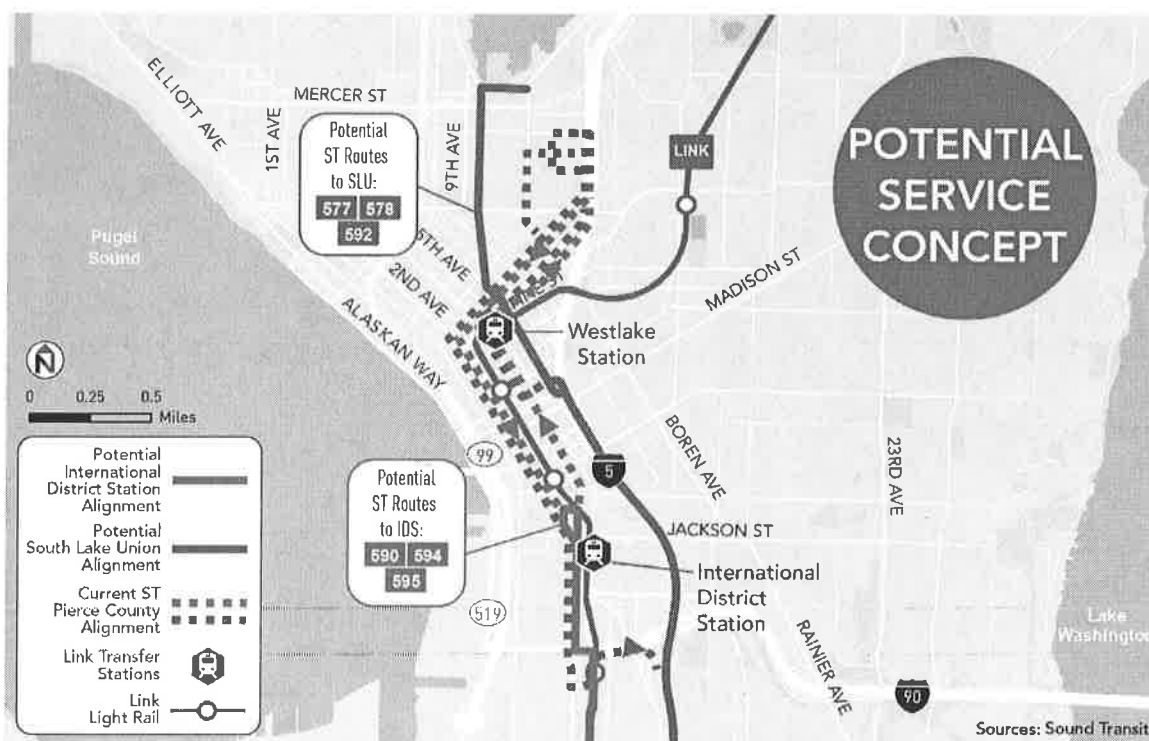 POTENTIAL
SERVICE
CONCEPT
ELLIOTT AVE
1ST AVE
MERCER ST
9TH AVE
Potential
ST Routes
to SLU:
577 578
592
LINK
5TH AVE
2ND AVE
ALASKAN WAY
MADISON ST
Puget
Sound
Westlake
Station
N
0 0.25 0.5
Miles
99
5
BOREN AVE
23RD AVE
Potential
ST Routes
to IDS:
590 594
595
JACKSON ST
International
District
Station
519
RAINIER AVE
90
Lake
Washington
Potential
International
District Station
Alignment
Potential
South Lake Union
Alignment
Current ST
Pierce County
Alignment
Link Transfer
Stations
Link
Light Rail
Sources: Sound Transit